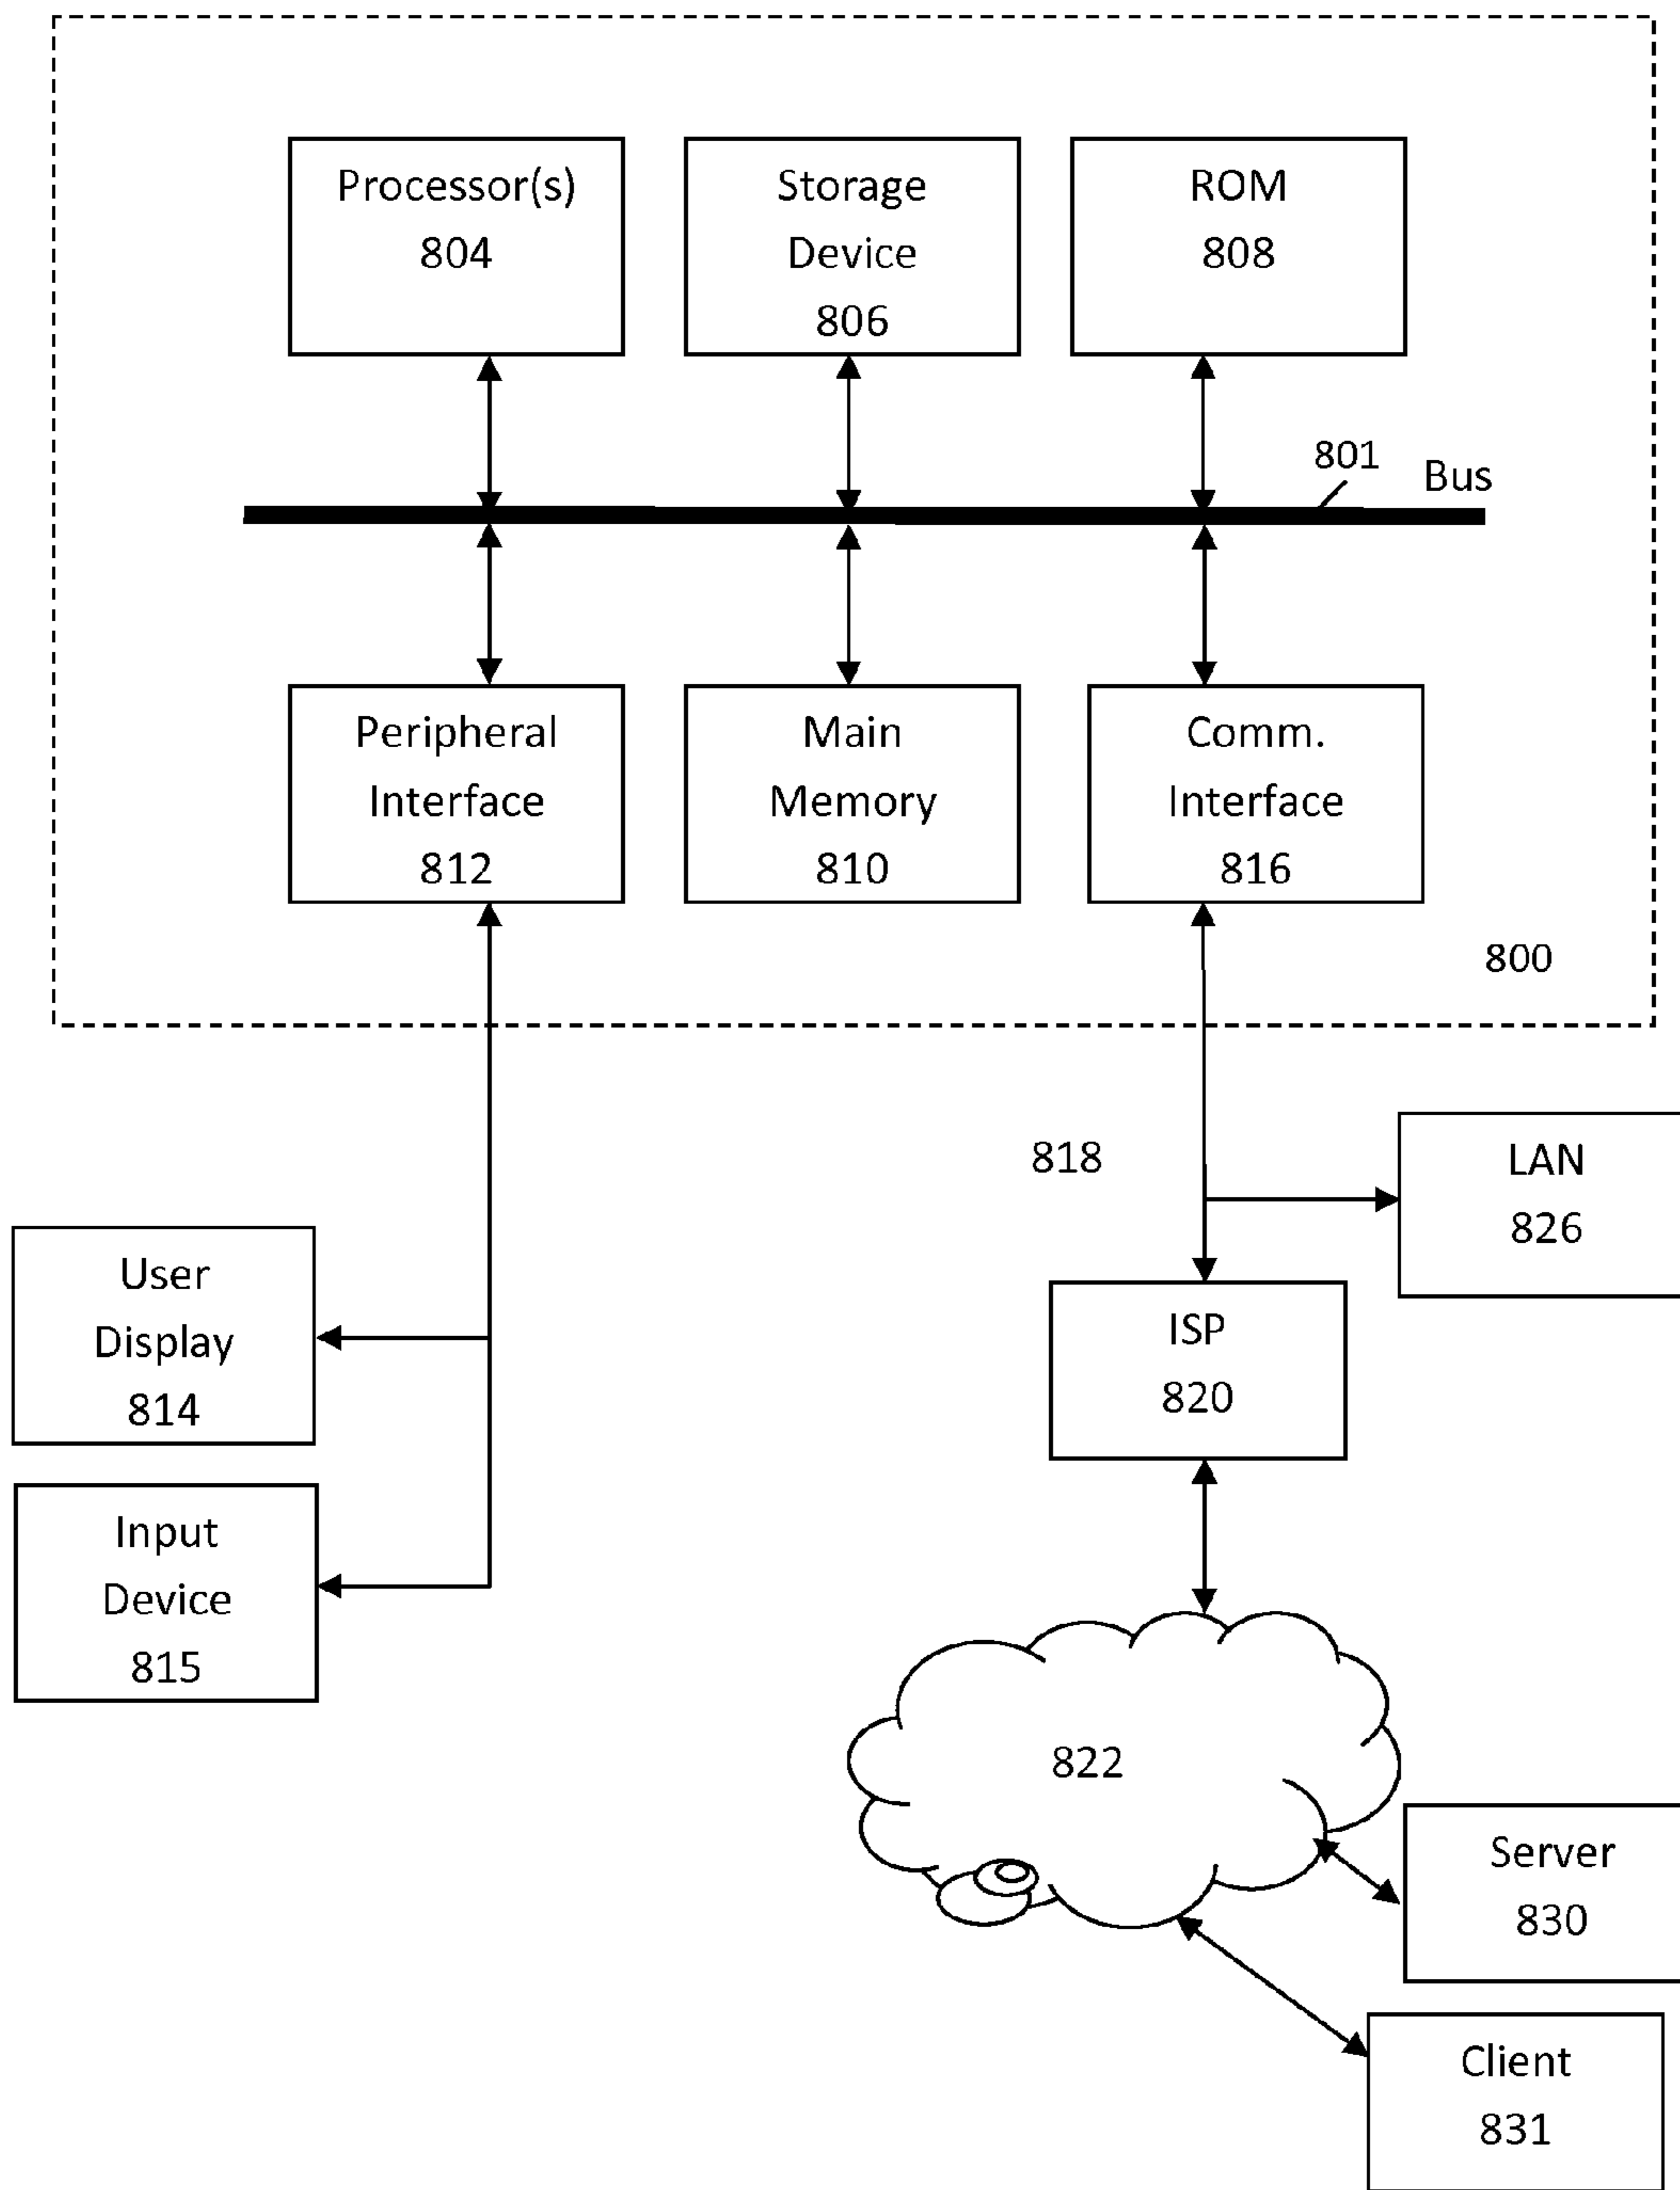 Processor(s)
804
Storage
Device
806
ROM
808
801
Bus
Peripheral
Interface
812
Main
Memory
810
Comm.
Interface
816
800
818
LAN
826
User
Display
814
ISP
820
Input
Device
815
822
Server
830
Client
831